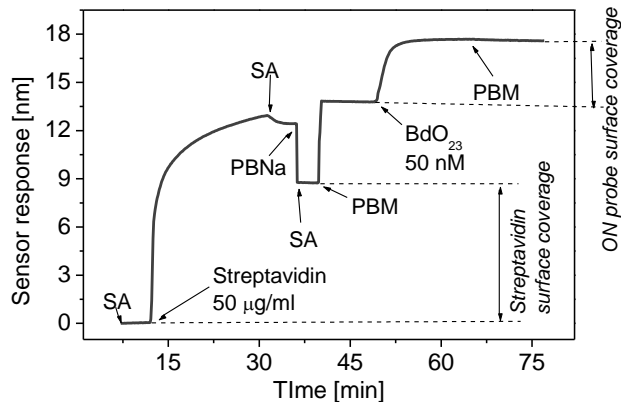 18
15
12
9
6
3
0
Sensor response [nm]
SA
Streptavidin
50 µg/ml
SA
PBNa
SA
PBM
BdO23
50 nM
PBM
Streptavidin
surface coverage
ON probe surface coverage
15
30
45
60
75
TIme [min]